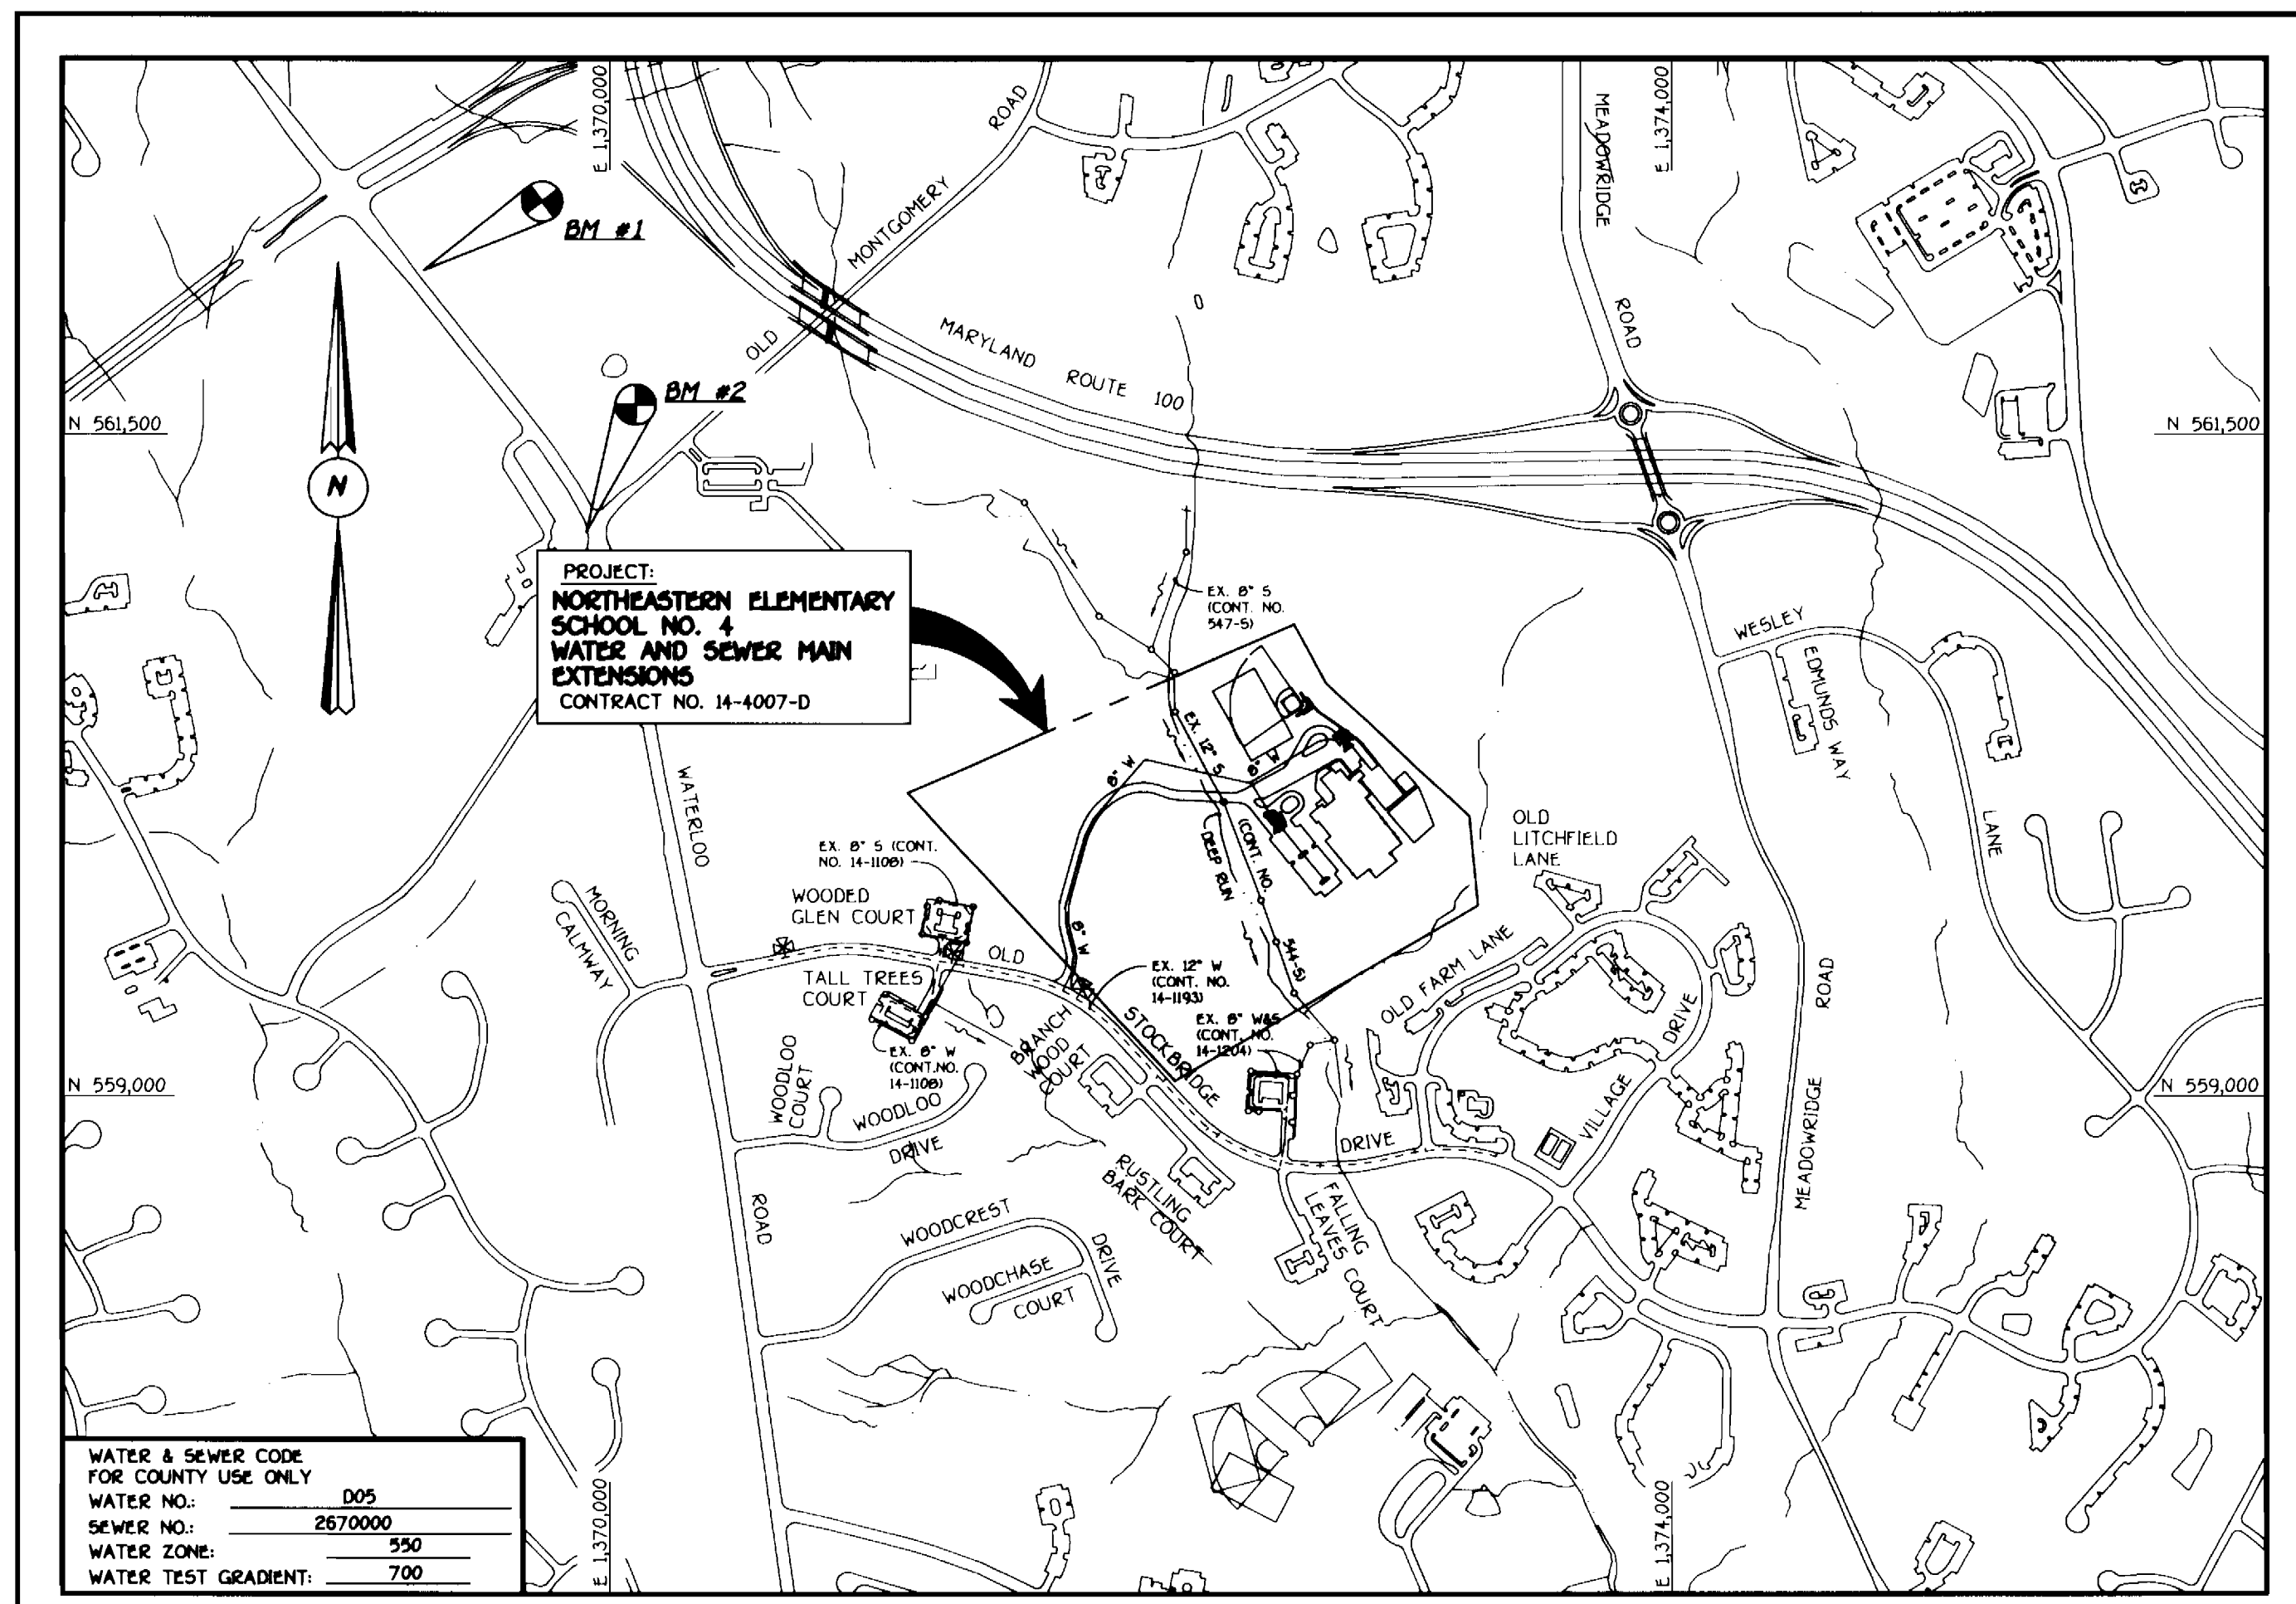 E 1,370,000
ROAD
MONTGOMERY
OLD
MEADOWRIDGE
ROAD
E 1,374,000
BM #1
BM #2
MARYLAND ROUTE 100
N 561,500
N 561,500
N
PROJECT:
NORTHEASTERN ELEMENTARY
SCHOOL NO. 4
WATER AND SEWER MAIN
EXTENSIONS
CONTRACT NO. 14-4007-D
EX. 8" S
(CONT. NO.
547-S)
WESLEY
LANE
EDMUNDS WAY
EX. 12" S
(CONT. NO.
544-S)
8" W
8" W
8" W
DEEP RUN
WATERLOO
ROAD
EX. 8" S (CONT.
NO. 14-1108)
WOODED
GLEN COURT
MORNING
CALMWAY
TALL TREES
COURT
OLD
STOCKBRIDGE
DRIVE
EX. 12" W
(CONT. NO.
14-1193)
EX. 8" W&S
(CONT. NO.
14-1204)
EX. 8" W
(CONT.NO.
14-1108)
OLD
LITCHFIELD
LANE
OLD FARM LANE
VILLAGE
DRIVE
MEADOWRIDGE
ROAD
BRANCH
WOOD
COURT
WOODLOO
COURT
WOODLOO
DRIVE
N 559,000
N 559,000
RUSTLING
BARK COURT
FALLING
LEAVES COURT
WOODCREST
DRIVE
WOODCHASE
COURT
WATER & SEWER CODE
FOR COUNTY USE ONLY
WATER NO.: D05
SEWER NO.: 2670000
WATER ZONE: 550
WATER TEST GRADIENT: 700
E 1,370,000
E 1,374,000